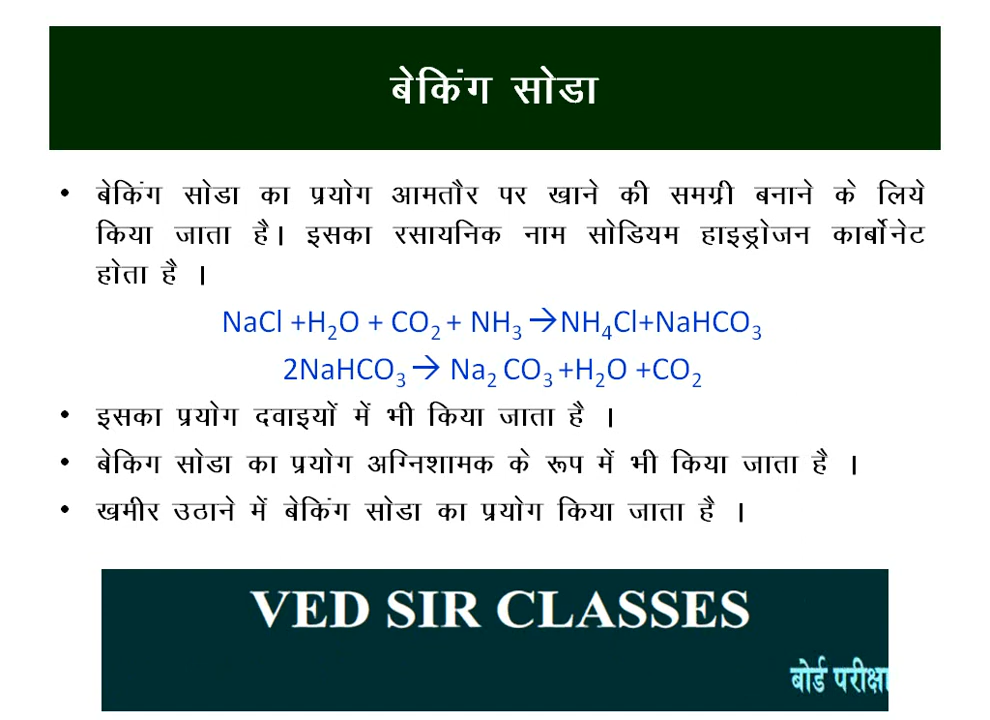 बेकिंग सोडा
• बेकिंग सोडा का प्रयोग आमतौर पर खाने की समग्री बनाने के लिये
किया जाता है। इसका रसायनिक नाम सोडियम हाइड्रोजन कार्बोनेट
होता है ।
NaCl +H₂O + CO₂ + NH₃ →NH₄Cl+NaHCO₃
2NaHCO₃→ Na₂ CO₃ +H₂O +CO₂
• इसका प्रयोग दवाइयों में भी किया जाता है ।
• बेकिग सोडा का प्रयोग अग्निशामक के रूप में भी किया जाता है ।
• खमीर उठाने में बेकिंग सोडा का प्रयोग किया जाता है ।
VED SIR CLASSES
बोर्ड परीक्षा